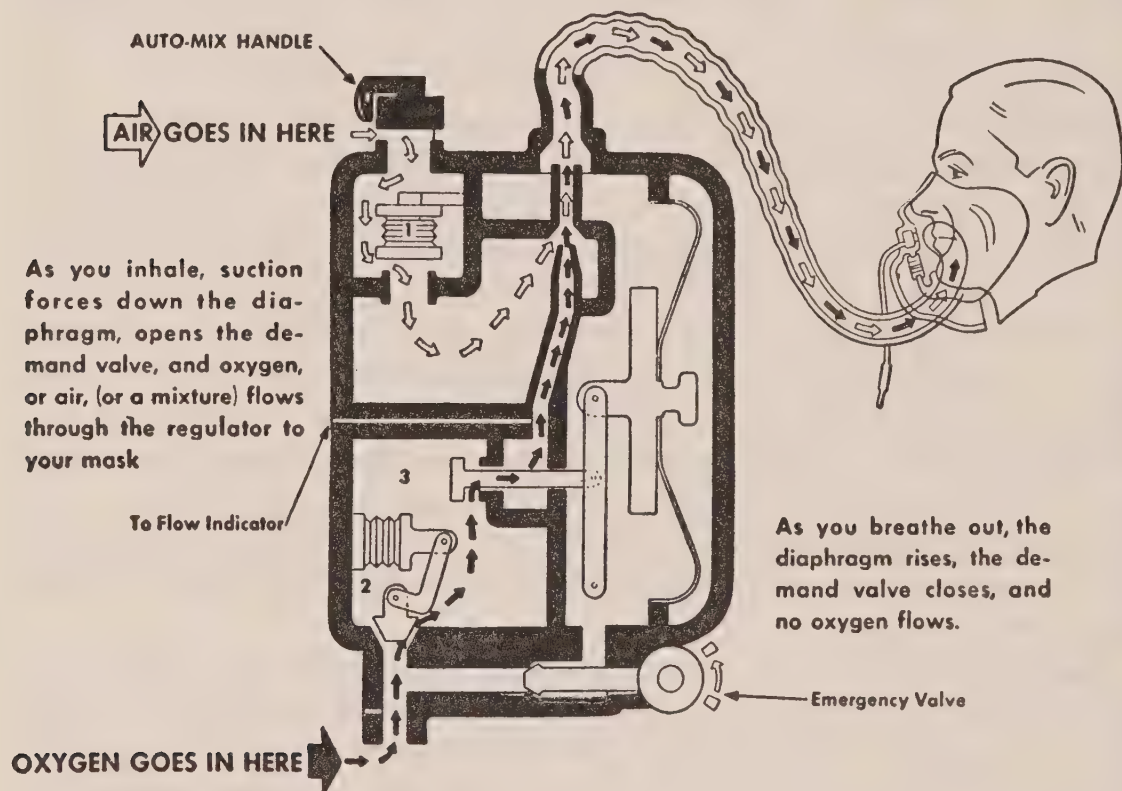 AUTO-MIX HANDLE
AIR GOES IN HERE
1
As you inhale, suction
forces down the dia-
phragm, opens the de-
mand valve, and oxygen,
or air, (or a mixture) flows
through the regulator to
your mask
3
To Flow Indicator
2
As you breathe out, the
diaphragm rises, the de-
mand valve closes, and
no oxygen flows.
Emergency Valve
OXYGEN GOES IN HERE